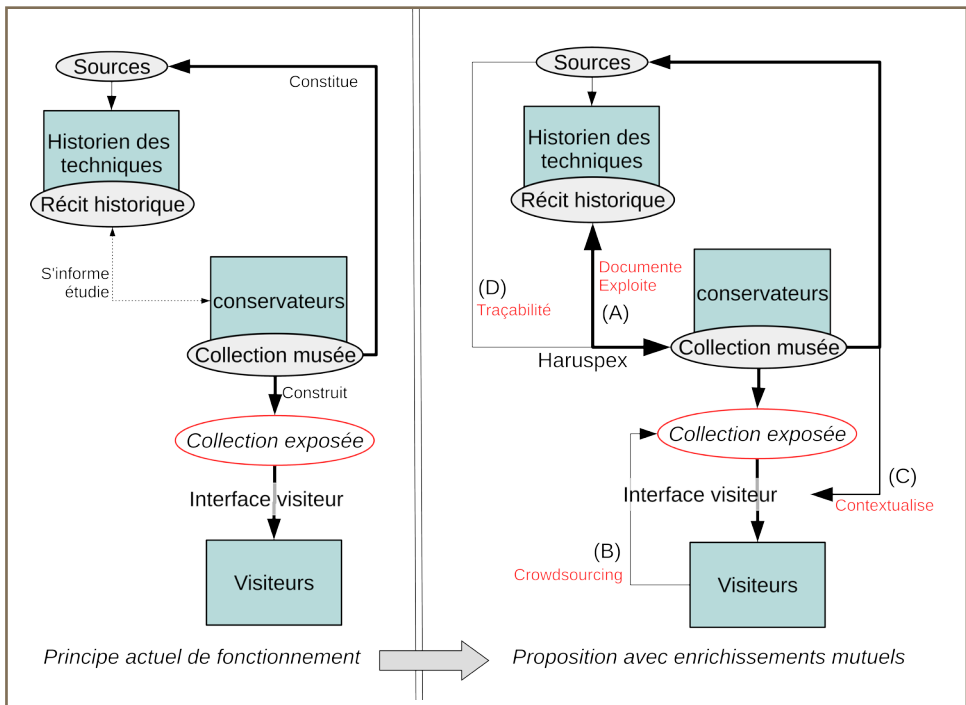 Sources
Constitue
Historien des
techniques
Récit historique
S'informe
étudie
conservateurs
Collection musée
Construit
Collection exposée
Interface visiteur
Visiteurs
Principe actuel de fonctionnement
Sources
Historien des
techniques
Récit historique
Documente
Exploite
(D)
Traçabilité
(A)
conservateurs
Haruspex
Collection musée
Collection exposée
(C)
Contextualise
Interface visiteur
(B)
Crowdsourcing
Visiteurs
Proposition avec enrichissements mutuels